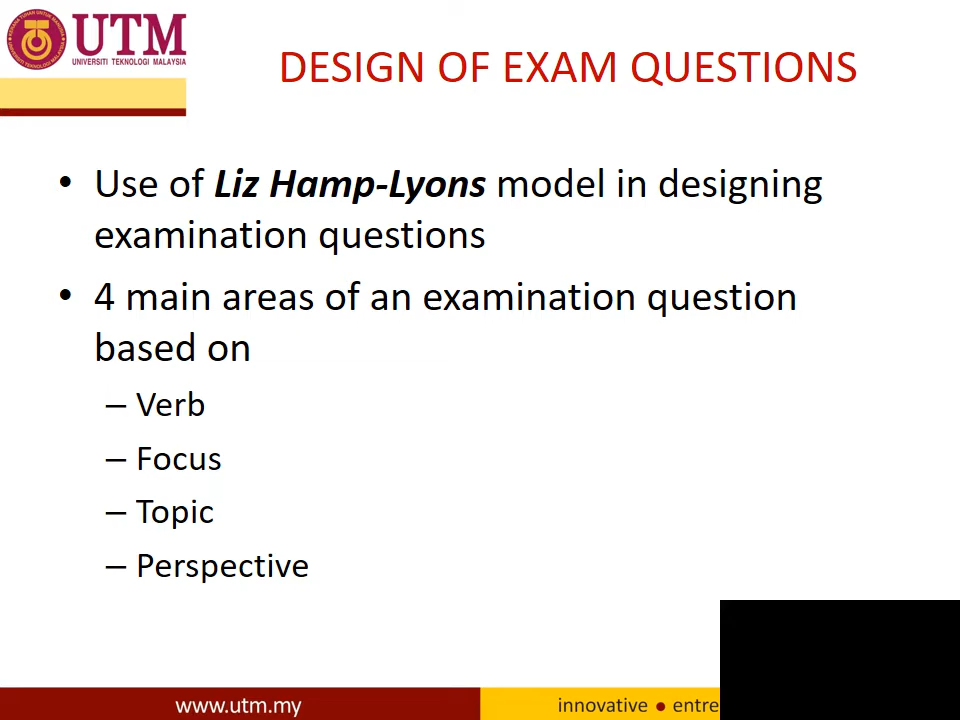 UTM
UNIVERSITI TEKNOLOGI MALAYSIA
DESIGN OF EXAM QUESTIONS
• Use of Liz Hamp-Lyons model in designing
examination questions
• 4 main areas of an examination question
based on
– Verb
– Focus
– Topic
– Perspective
www.utm.my
innovative ● entre